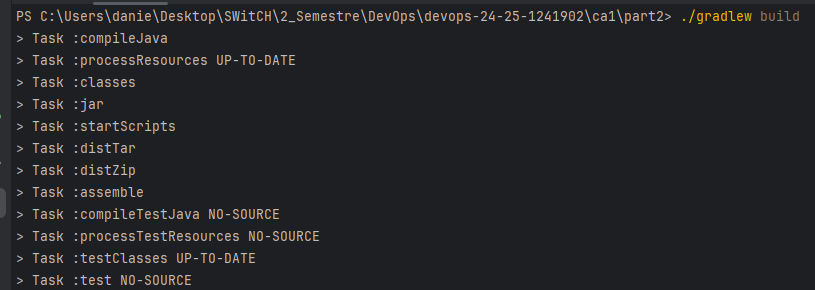 PS C:\Users\danie\Desktop\SWitCH\2_Semestre\DevOps\devops-24-25-1241902\ca1\part2> ./gradlew build
> Task :compileJava
> Task :processResources UP-TO-DATE
> Task :classes
> Task :jar
> Task :startScripts
> Task :distTar
> Task :distZip
> Task :assemble
> Task :compileTestJava NO-SOURCE
> Task :processTestResources NO-SOURCE
> Task :testClasses UP-TO-DATE
> Task :test NO-SOURCE